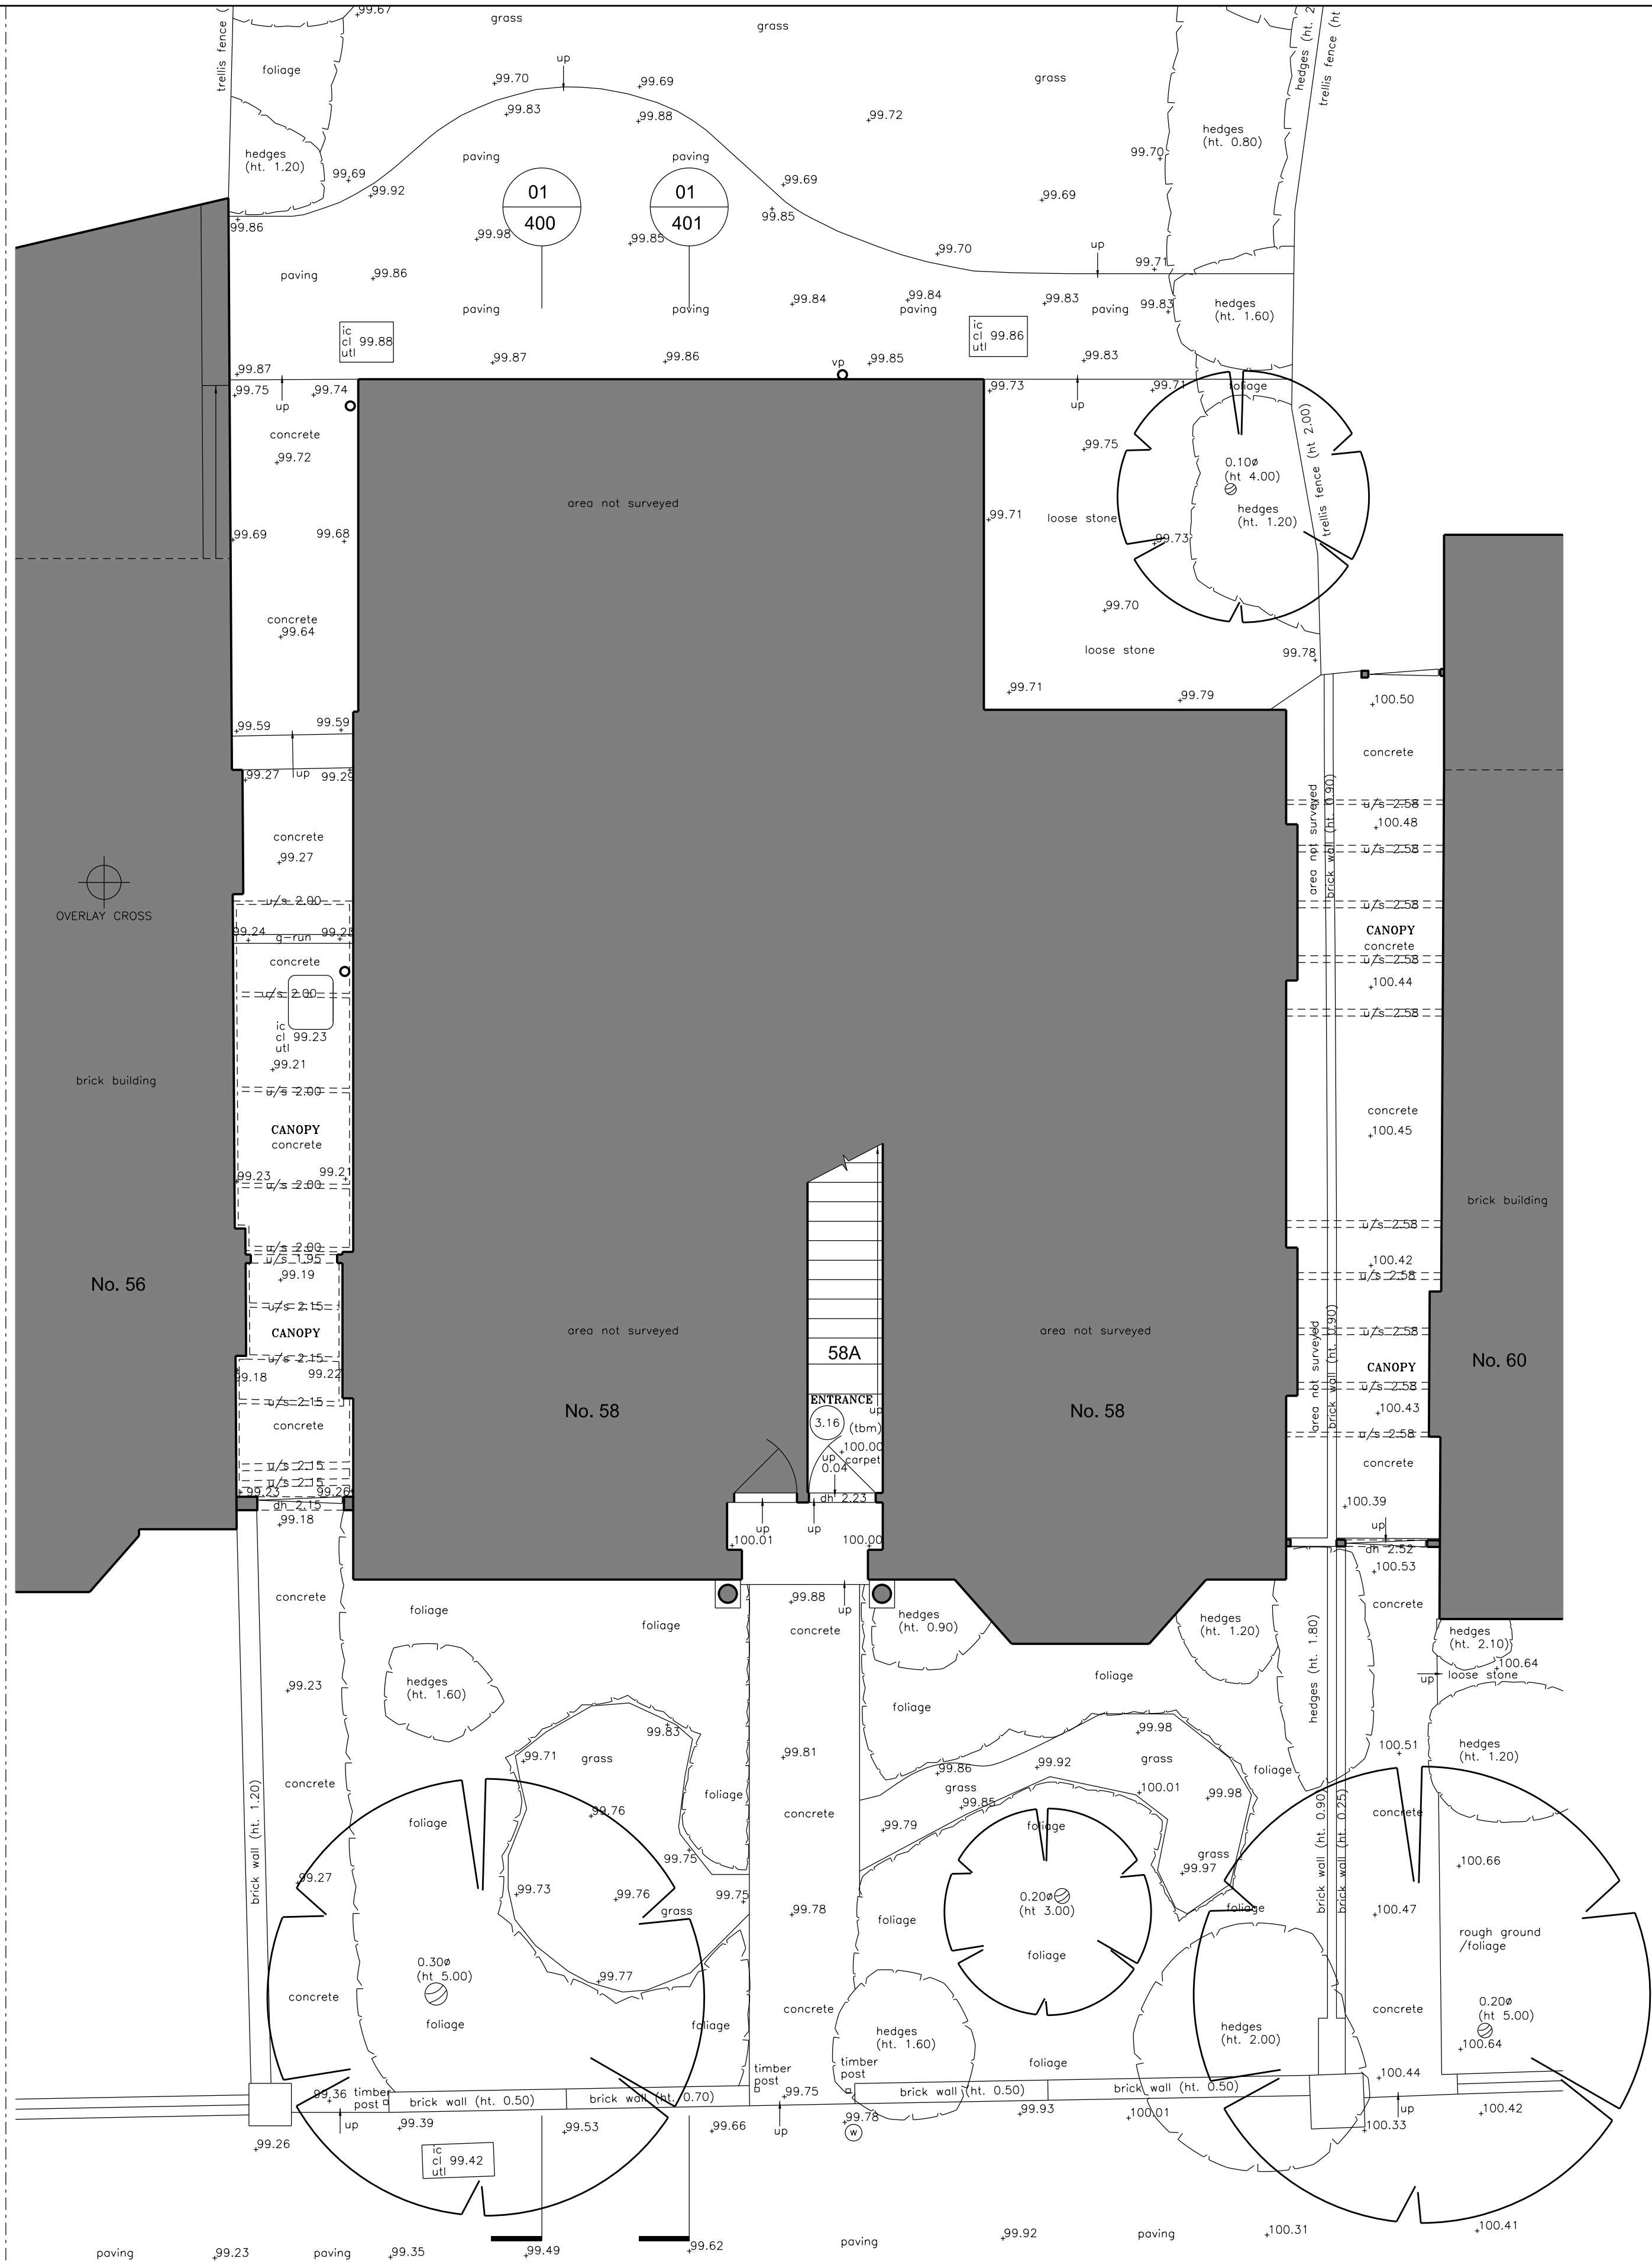 99.67
grass
grass
hedges (ht. 2
trellis fence (
trellis fence (ht
foliage
up
99.70
99.69
grass
99.83
99.88
99.72
hedges
(ht. 0.80)
hedges
(ht. 1.20)
paving
paving
99.70
99.69
99.92
01
400
01
401
99.69
99.69
99.85
99.86
99.98
99.85
99.70
up
99.71
paving
99.86
99.84
99.84
99.83
99.83
paving
paving
paving
paving
hedges
(ht. 1.60)
ic
cl 99.88
utl
ic
cl 99.86
utl
99.87
99.87
99.86
vp
99.85
99.83
99.75
99.74
up
99.73
up
99.71
foliage
concrete
99.72
99.75
trellis fence (ht 2.00)
0.10ø
(ht 4.00)
area not surveyed
hedges
(ht. 1.20)
99.69
99.68
99.71
loose stone
99.73
concrete
99.64
99.70
loose stone
99.78
99.71
99.79
100.50
99.59
99.59
concrete
99.27
up
99.29
u/s 2.58
100.48
area not surveyed
brick wall (ht. 0.90)
concrete
99.27
u/s 2.58
u/s 2.00
u/s 2.58
OVERLAY CROSS
99.24
g-run
99.25
CANOPY
concrete
concrete
u/s 2.58
u/s 2.00
100.44
u/s 2.58
ic
cl 99.23
utl
99.21
brick building
u/s 2.00
concrete
100.45
CANOPY
concrete
99.23
99.21
u/s 2.00
brick building
u/s 2.58
u/s 2.00
u/s 1.95
99.19
100.42
u/s 2.58
No. 56
u/s 2.15
CANOPY
area not surveyed
area not surveyed
u/s 2.58
58A
u/s 2.15
No. 60
99.18
99.22
CANOPY
u/s 2.58
area not surveyed
brick wall (ht. 0.90)
u/s 2.15
ENTRANCE
up
No. 58
No. 58
100.43
concrete
3.16
(tbm)
u/s 2.58
100.00
up
carpet
0.04
concrete
u/s 2.15
u/s 2.15
99.23
99.26
dh 2.15
dh 2.23
100.39
99.18
up
up
up
100.01
100.00
dh 2.52
100.53
concrete
foliage
foliage
99.88
up
concrete
hedges
(ht. 0.90)
hedges
(ht. 1.20)
hedges (ht. 1.80)
concrete
hedges
(ht. 2.10)
100.64
up
loose stone
99.23
hedges
(ht. 1.60)
foliage
foliage
99.83
99.98
99.71
grass
99.81
99.86
99.92
grass
100.51
hedges
(ht. 1.20)
concrete
foliage
grass
100.01
foliage
99.98
99.85
99.76
concrete
concrete
brick wall (ht. 1.20)
foliage
99.79
foliage
brick wall (ht. 0.90)
brick wall (ht. 0.25)
99.75
grass
99.97
100.66
99.27
99.73
99.76
99.75
grass
99.78
0.20ø
(ht 3.00)
foliage
foliage
100.47
rough ground
/foliage
0.30ø
(ht 5.00)
foliage
99.77
concrete
foliage
foliage
concrete
concrete
0.20ø
(ht 5.00)
hedges
(ht. 1.60)
hedges
(ht. 2.00)
100.64
foliage
timber
post
timber
post
100.44
99.36
timber
post
brick wall (ht. 0.50)
brick wall (ht. 0.70)
99.75
brick wall (ht. 0.50)
brick wall (ht. 0.50)
up
99.39
99.53
99.66
up
99.78
99.93
100.01
up
100.33
100.42
w
99.26
ic
cl 99.42
utl
paving
99.23
paving
99.35
99.49
99.62
paving
99.92
paving
100.31
100.41